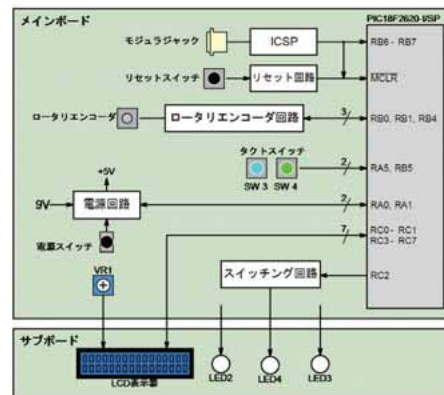 メインボード
PIC18F2620-I/SP
モジュラジャック
ICSP
RB6 - RB7
リセットスイッチ
リセット回路
MCLR
ロータリエンコーダ
ロータリエンコーダ回路
3
RB0, RB1, RB4
タクトスイッチ
SW 3
SW 4
2
RA5, RB5
+5V
9V
電源回路
2
RA0, RA1
電源スイッチ
7
RC0 - RC1
RC3 - RC7
VR1
スイッチング回路
RC2
サブボード
LCD表示器
LED2
LED4
LED3